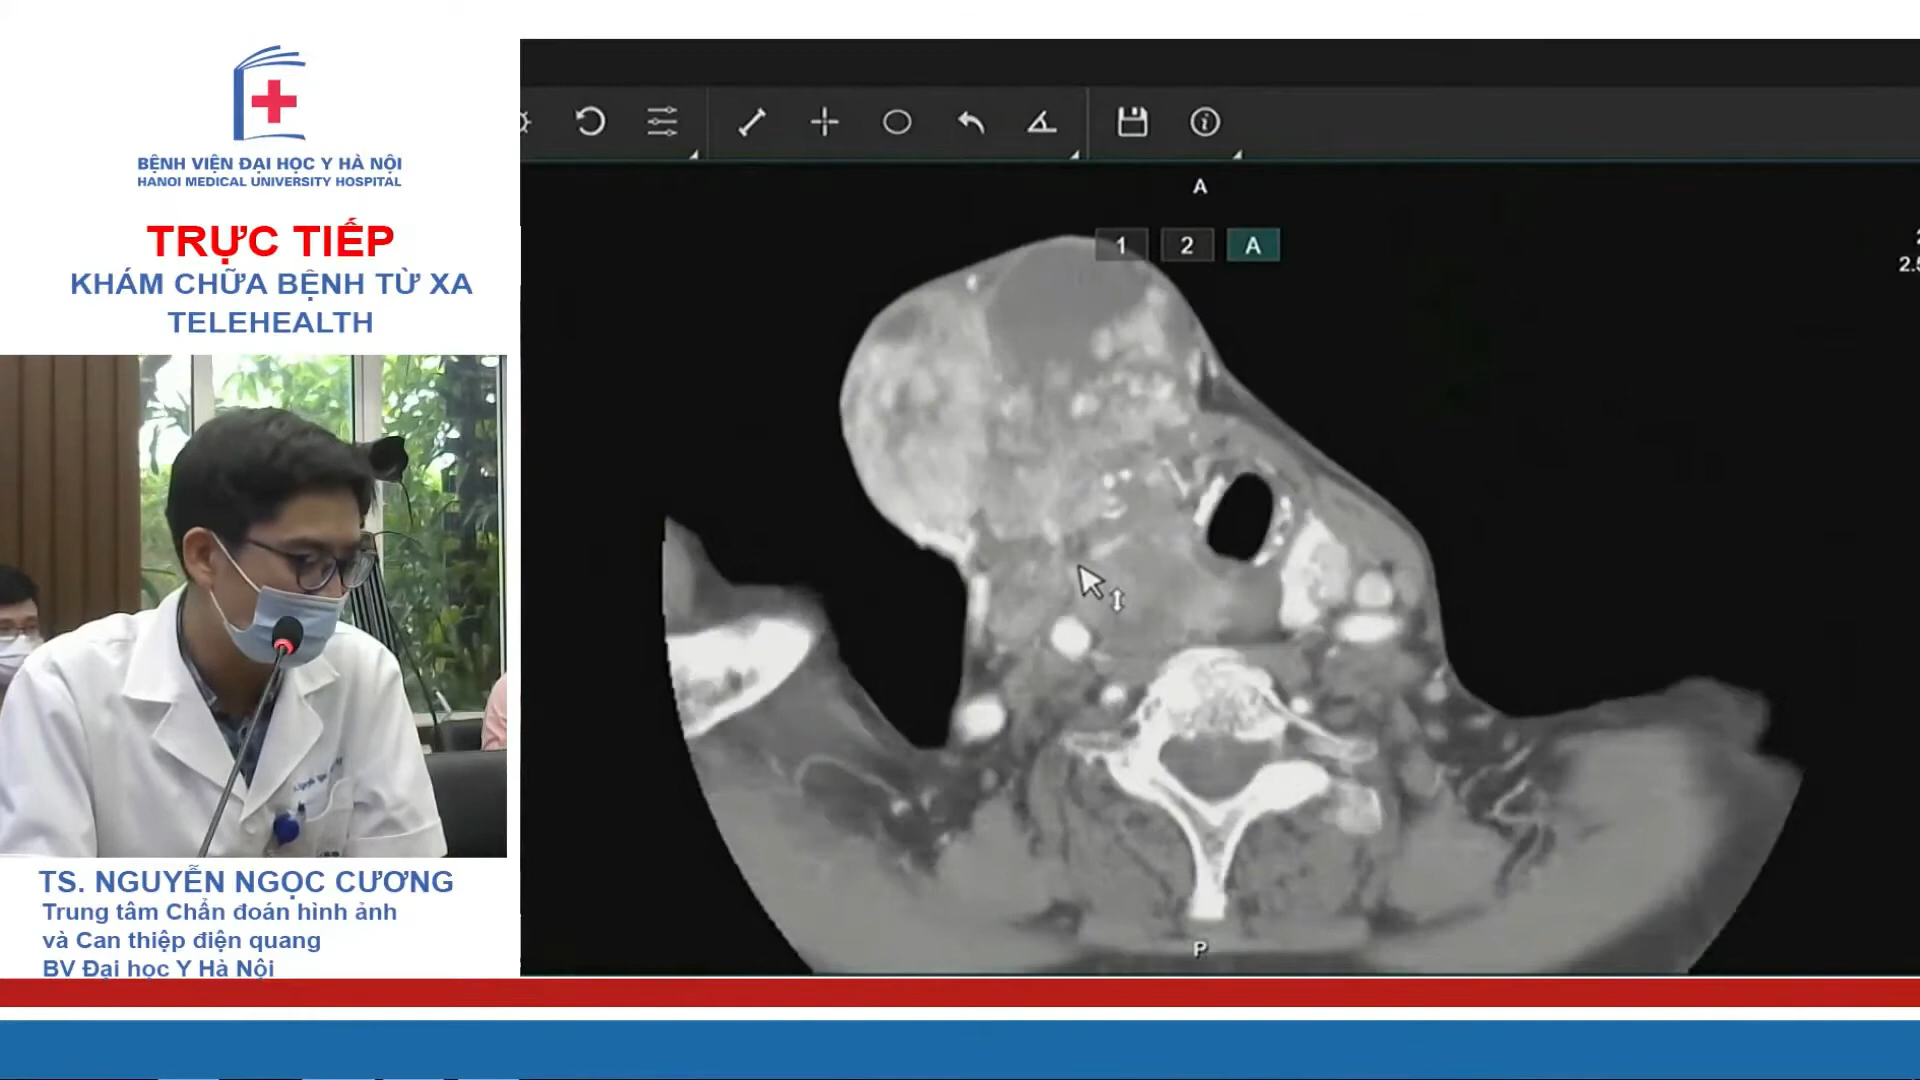 BỆNH VIỆN ĐẠI HỌC Y HÀ NỘI
HANOI MEDICAL UNIVERSITY HOSPITAL
TRỰC TIẾP
KHÁM CHỮA BỆNH TỪ XA
TELEHEALTH
TS. NGUYỄN NGỌC CƯƠNG
Trung tâm Chẩn đoán hình ảnh
và Can thiệp điện quang
BV Đại học Y Hà Nội
A
1 2 A
P